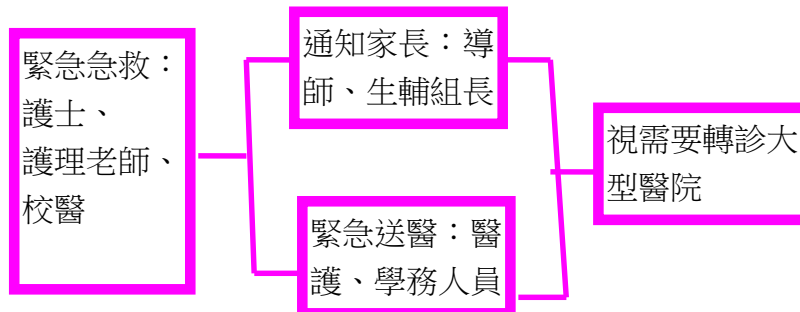 緊急急救：
護士、
護理老師、
校醫
通知家長：導
師、生輔組長
緊急送醫：醫
護、學務人員
視需要轉診大
型醫院